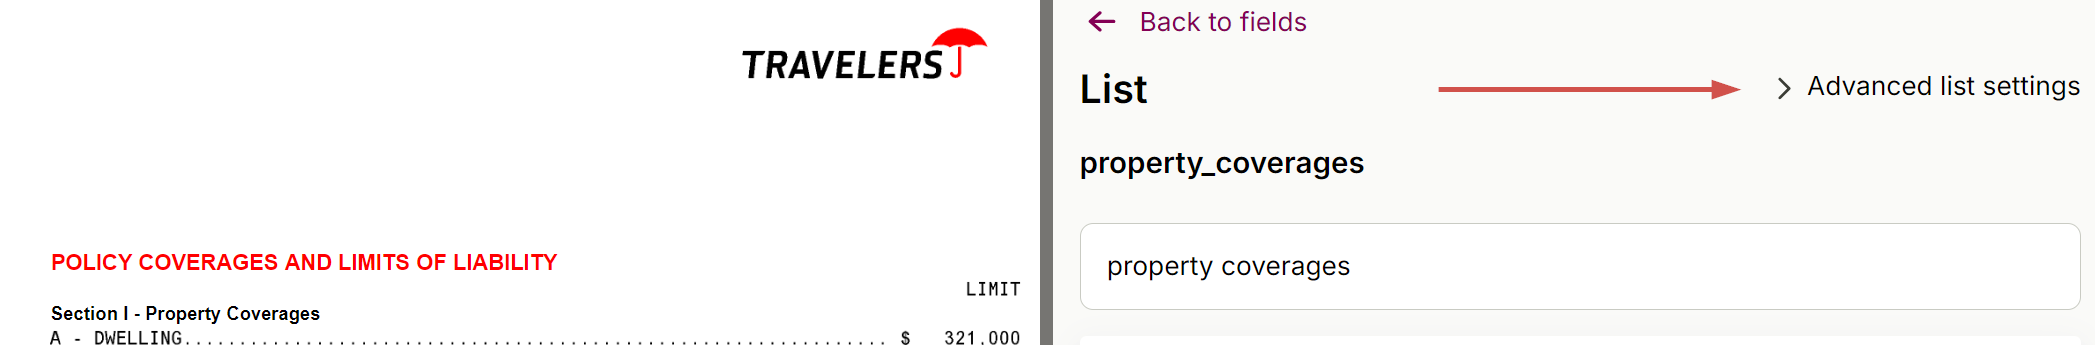 TRAVELERS
POLICY COVERAGES AND LIMITS OF LIABILITY
LIMIT
Section I - Property Coverages
A - DWELLING................................................................ $ 321,000
Back to fields
List
Advanced list settings
property_coverages
property coverages